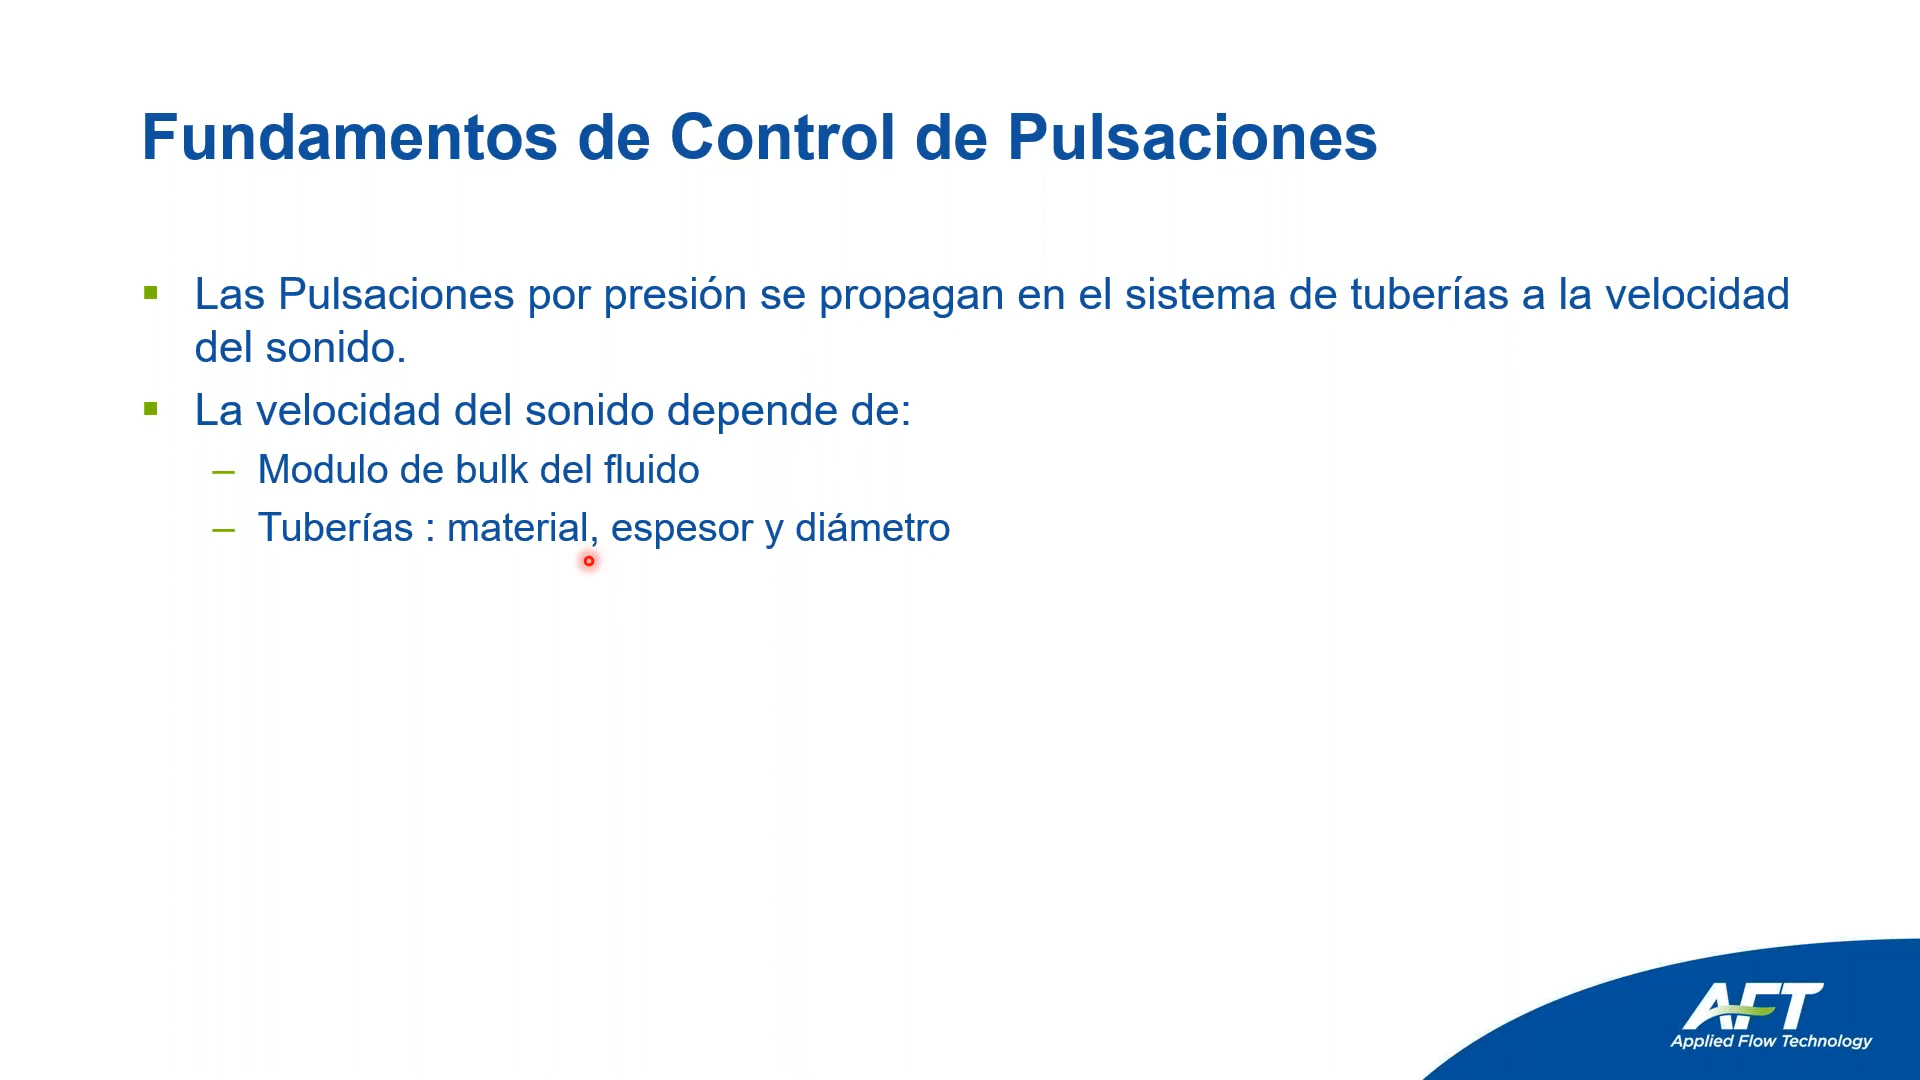 Fundamentos de Control de Pulsaciones
Las Pulsaciones por presión se propagan en el sistema de tuberías a la velocidad
del sonido.
La velocidad del sonido depende de:
– Modulo de bulk del fluido
– Tuberías : material, espesor y diámetro
AFT
Applied Flow Technology